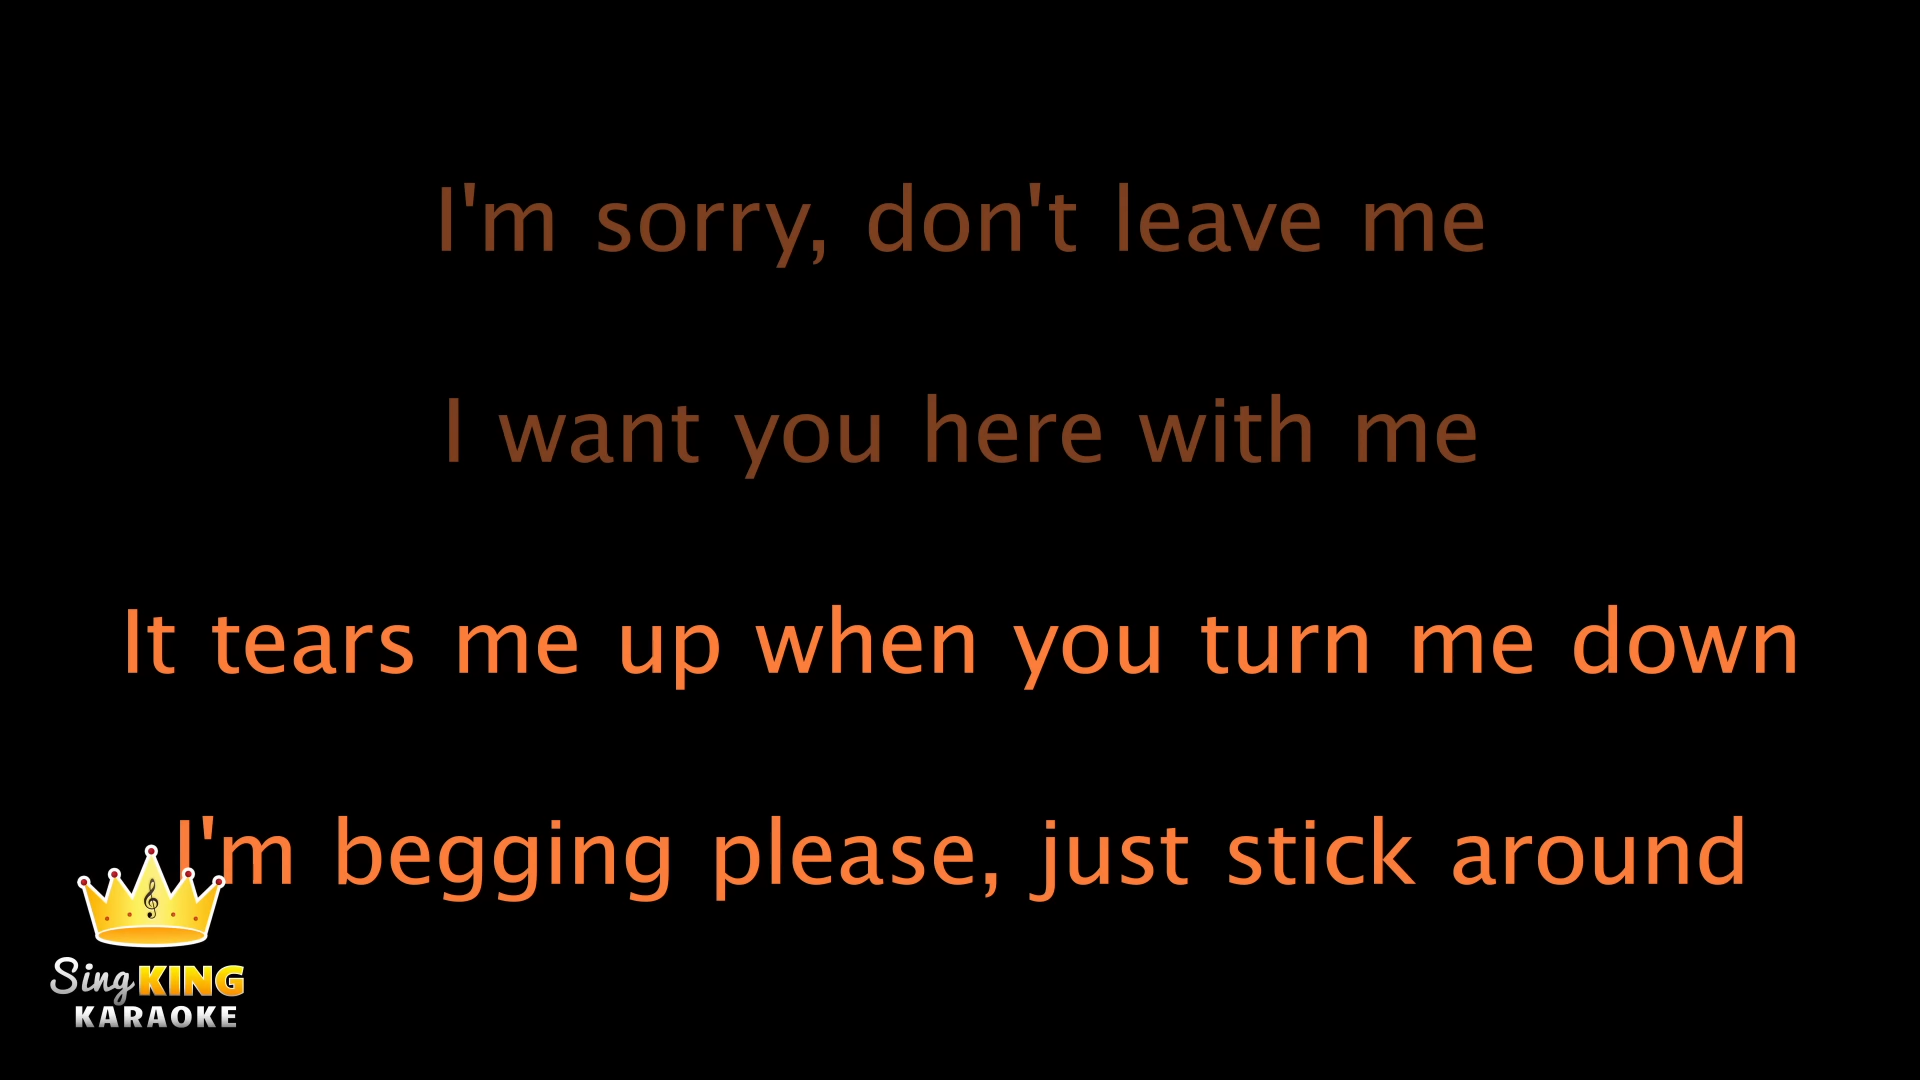 I'm sorry, don't leave me
I want you here with me
It tears me up when you turn me down
I'm begging please, just stick around
Sing KING
KARAOKE